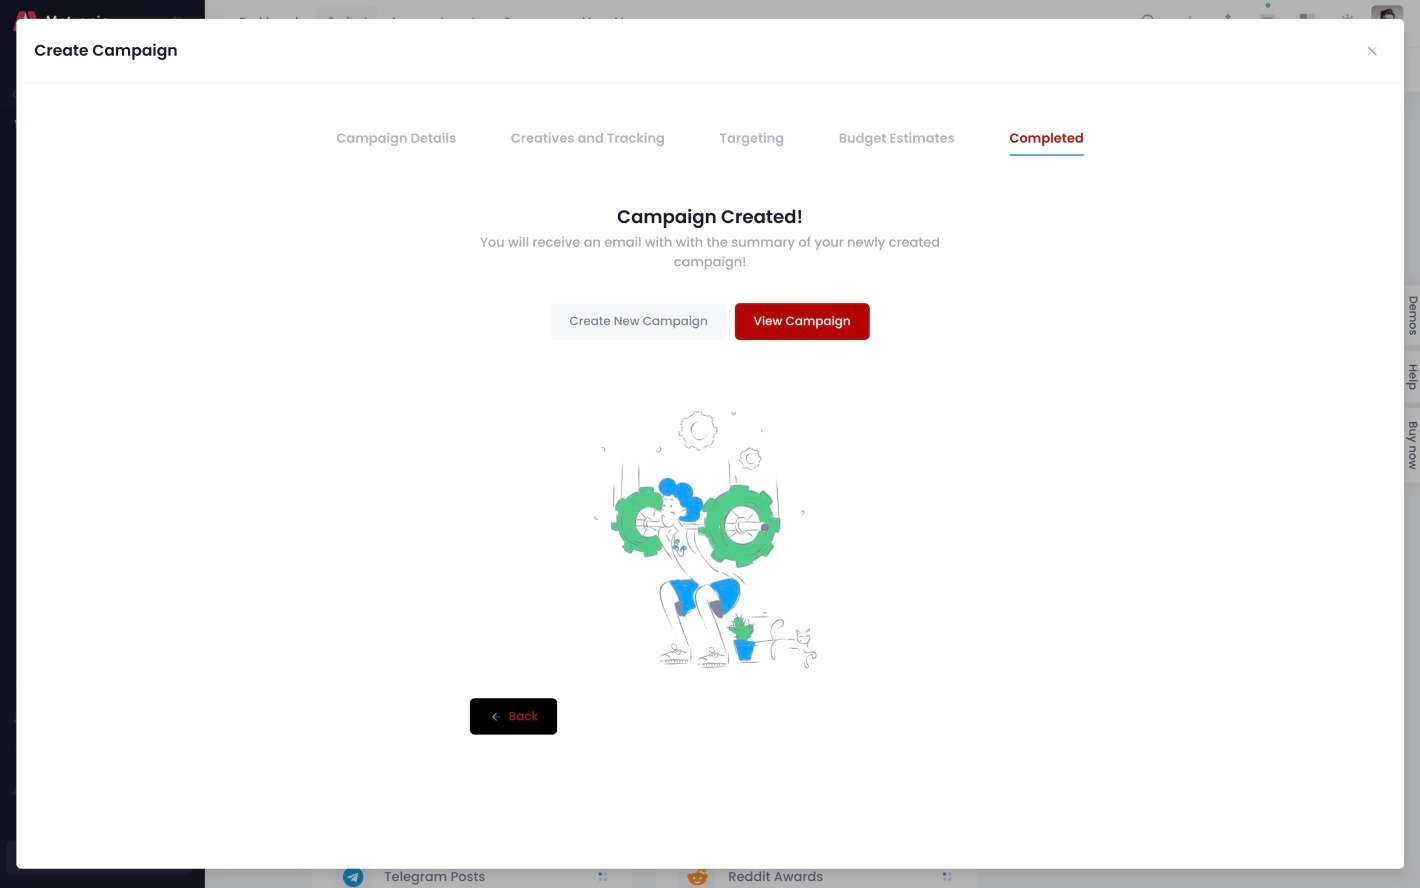 Create Campaign
Campaign Details
Creatives and Tracking
Targeting
Budget Estimates
Completed
Campaign Created!
You will receive an email with with the summary of your newly created
campaign!
Create New Campaign
View Campaign
Demos
Help
Buy now
Back
Telegram Posts
Reddit Awards